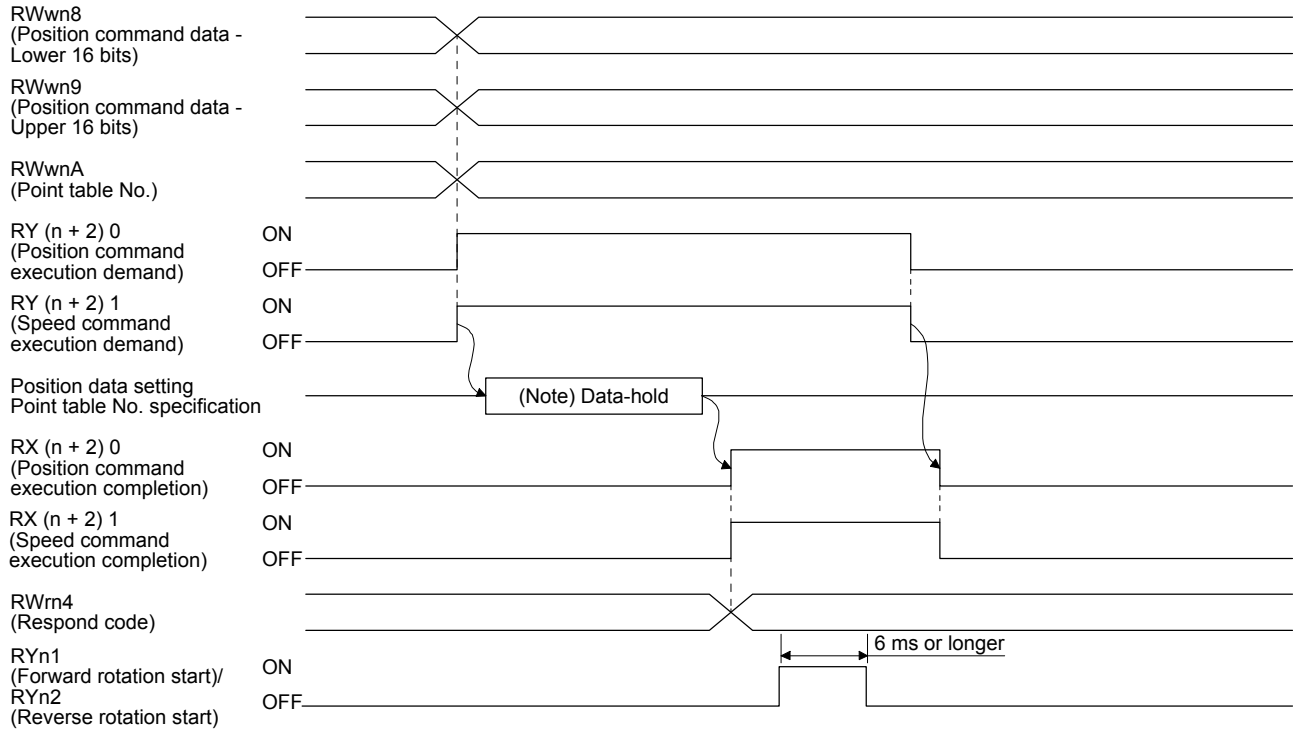 RWwn8
(Position command data -
Lower 16 bits)
RWwn9
(Position command data -
Upper 16 bits)
RWwnA
(Point table No.)
RY (n + 2) 0
(Position command
execution demand)
ON
OFF
RY (n + 2) 1
(Speed command
execution demand)
ON
OFF
Position data setting
Point table No. specification
(Note) Data-hold
RX (n + 2) 0
(Position command
execution completion)
ON
OFF
RX (n + 2) 1
(Speed command
execution completion)
ON
OFF
RWrn4
(Respond code)
6 ms or longer
RYn1
(Forward rotation start)/
RYn2
(Reverse rotation start)
ON
OFF